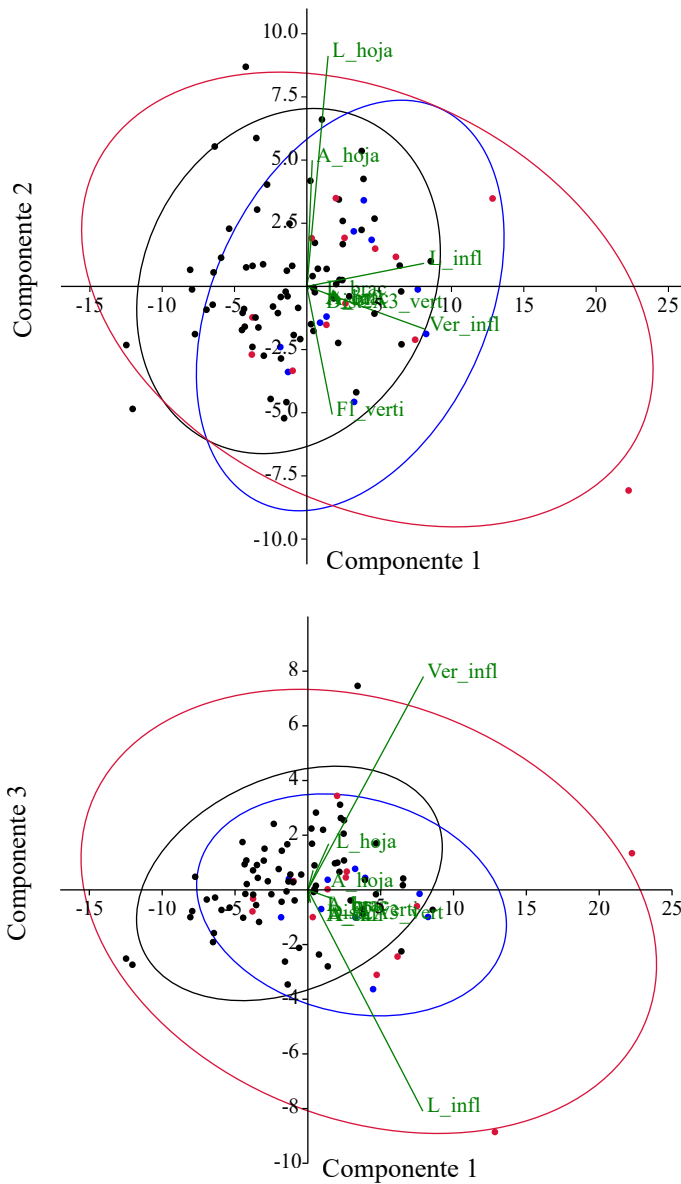 10.0
L_hoja
7.5
5.0
A_hoja
Componente 2
2.5
L_infl
-15
-10
-5
5
10
15
20
25
Ver_infl
-2.5
-5.0
Fl_verti
-7.5
-10.0
Componente 1
8
Ver_infl
6
4
Componente 3
2
L_hoja
A_hoja
-15
-10
-5
5
10
15
20
25
-2
-4
-6
-8
L_infl
-10
Componente 1